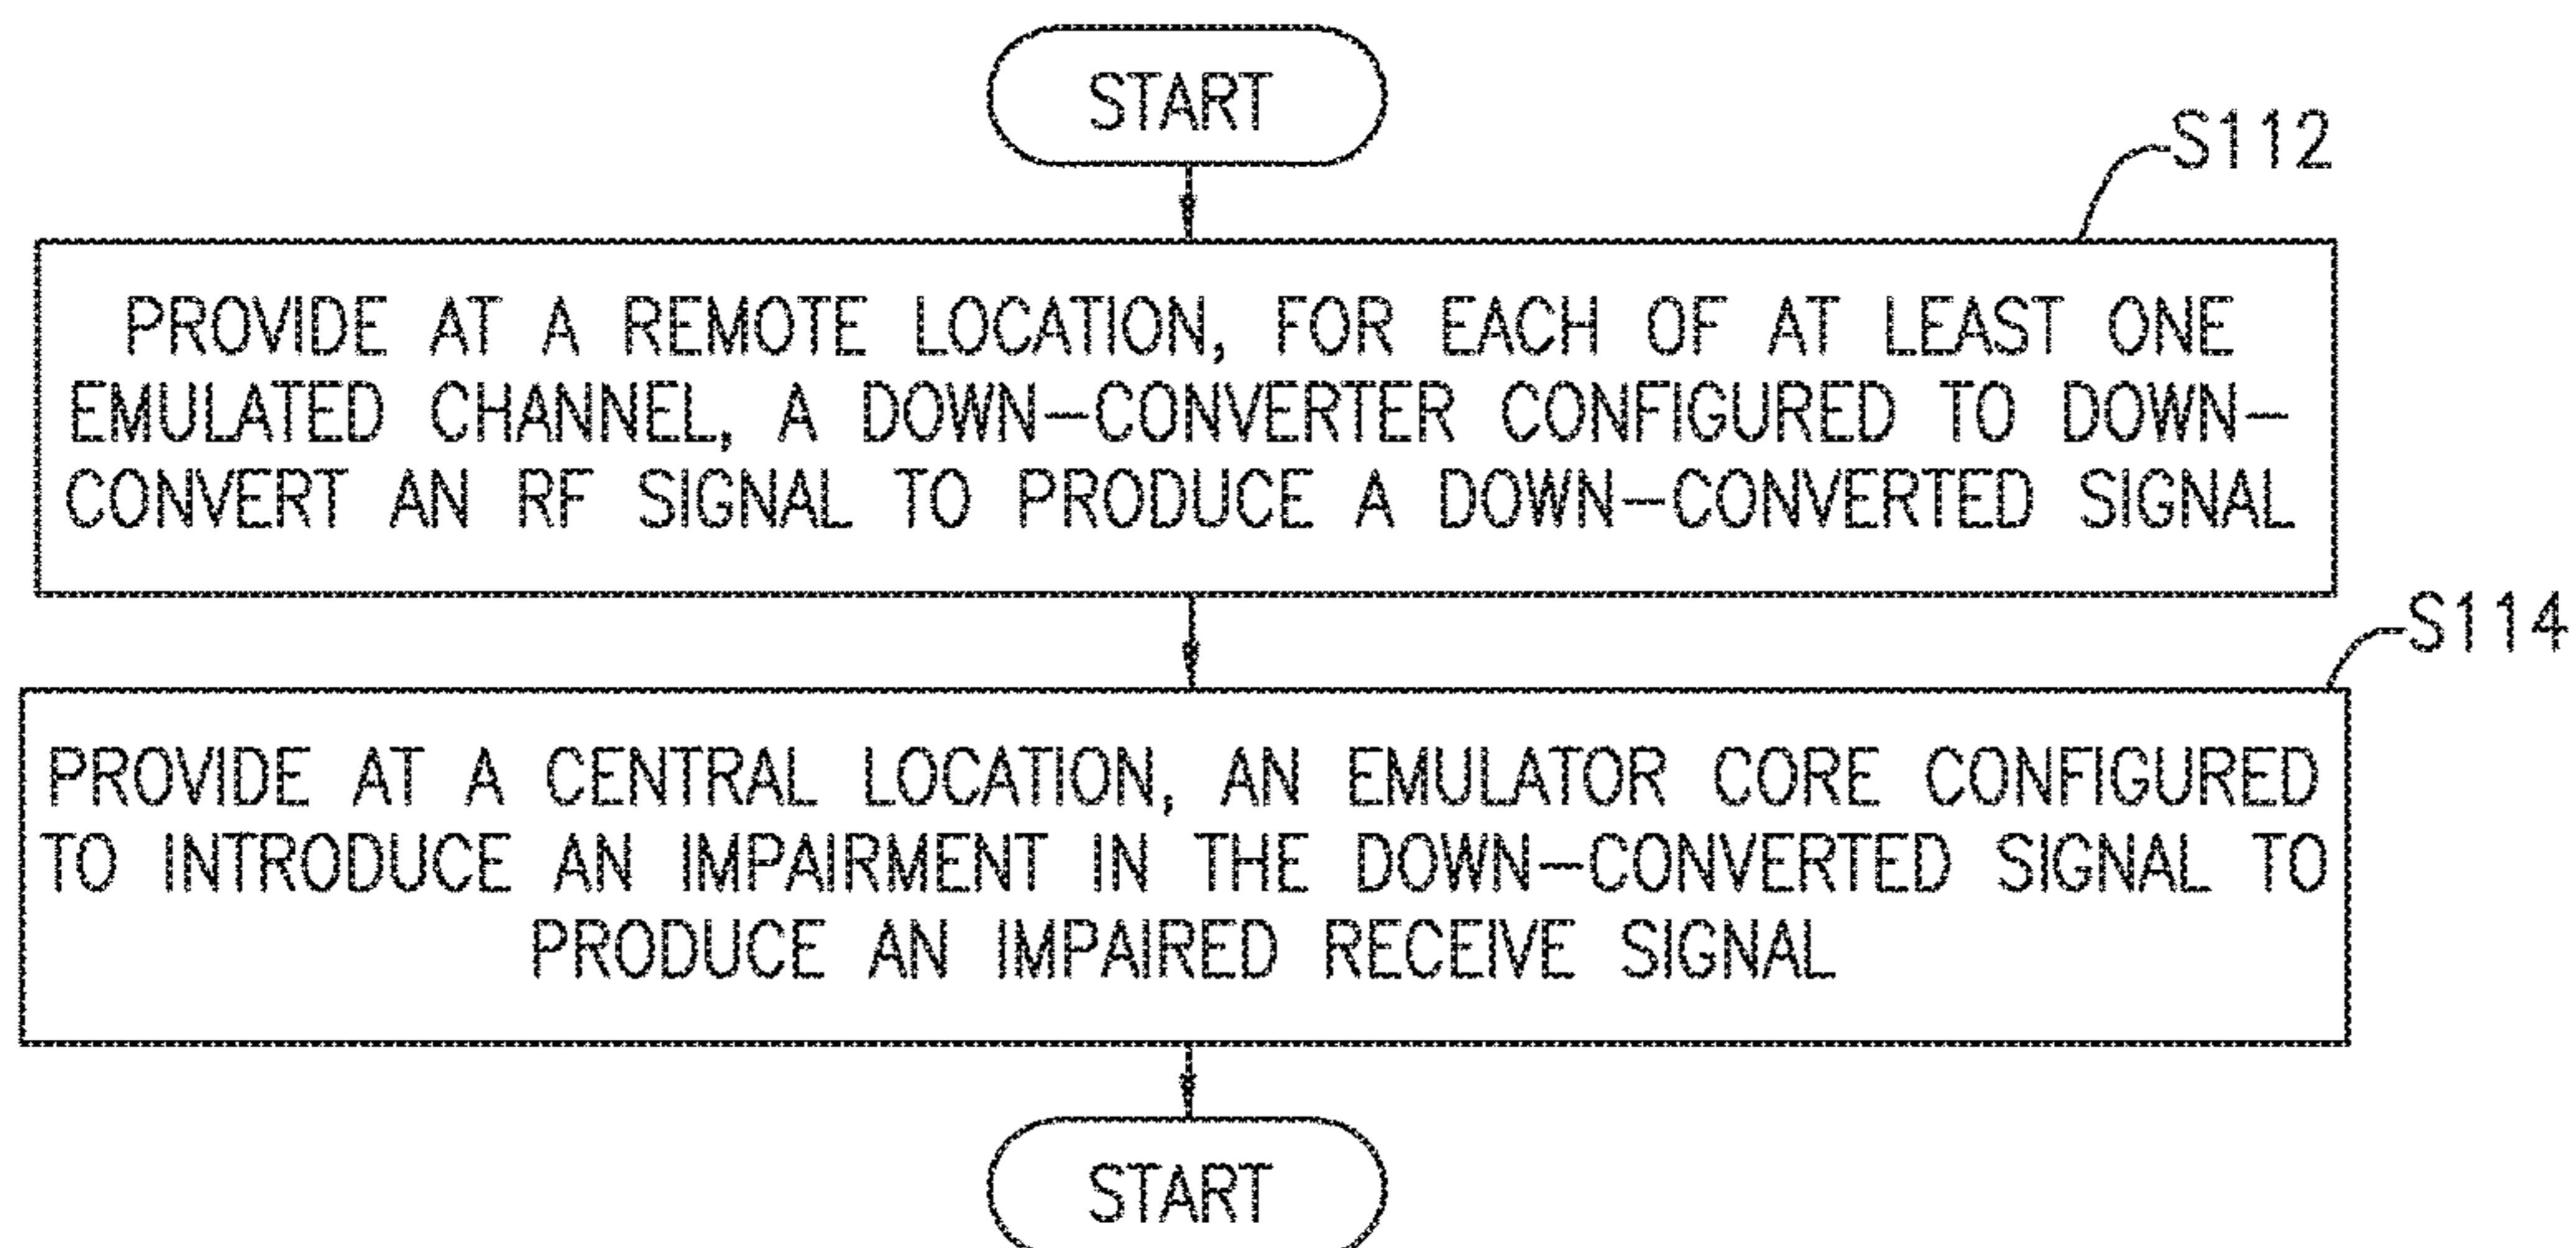 START
S112
PROVIDE AT A REMOTE LOCATION, FOR EACH OF AT LEAST ONE
EMULATED CHANNEL, A DOWN-CONVERTER CONFIGURED TO DOWN-
CONVERT AN RF SIGNAL TO PRODUCE A DOWN-CONVERTED SIGNAL
S114
PROVIDE AT A CENTRAL LOCATION, AN EMULATOR CORE CONFIGURED
TO INTRODUCE AN IMPAIRMENT IN THE DOWN-CONVERTED SIGNAL TO
PRODUCE AN IMPAIRED RECEIVE SIGNAL
START